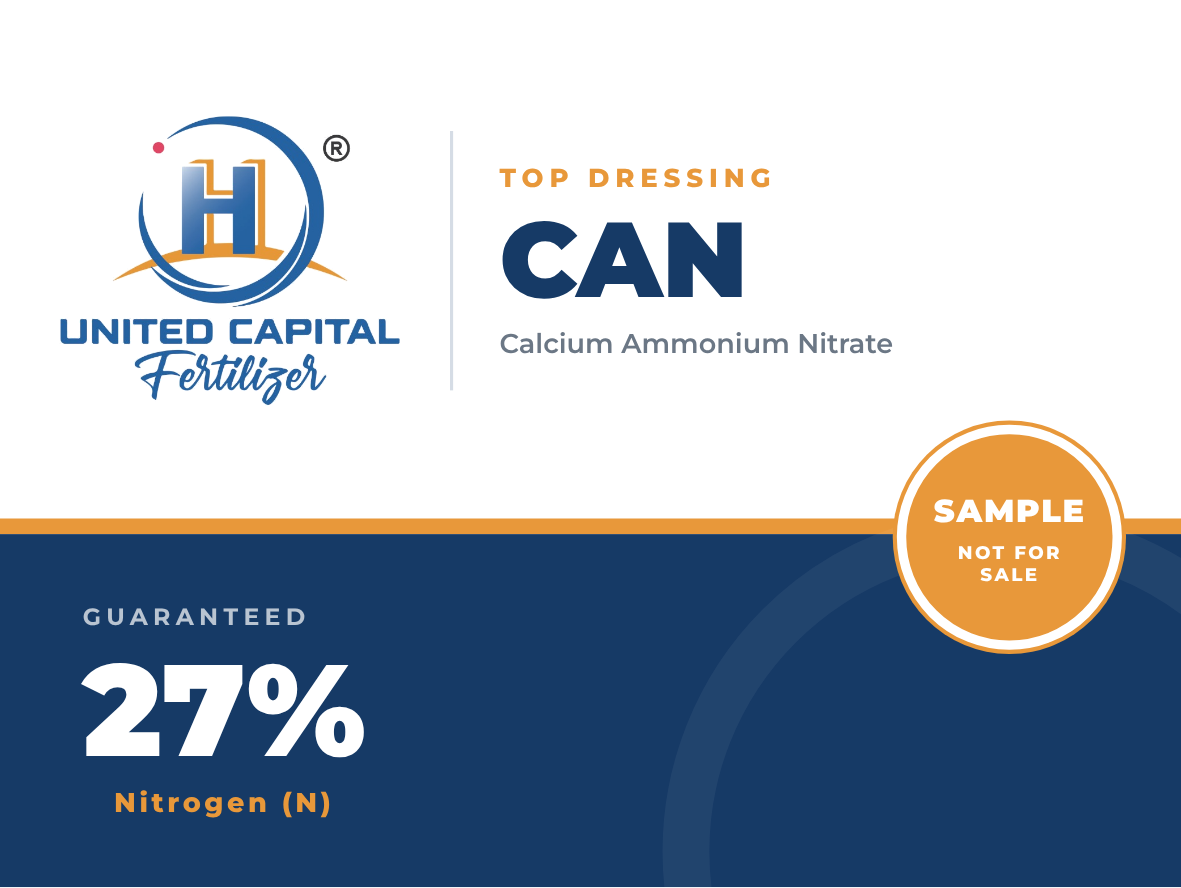 H
®
UNITED CAPITAL
Fertilizer
TOP DRESSING
CAN
Calcium Ammonium Nitrate
SAMPLE
NOT FOR
SALE
GUARANTEED
27%
Nitrogen (N)